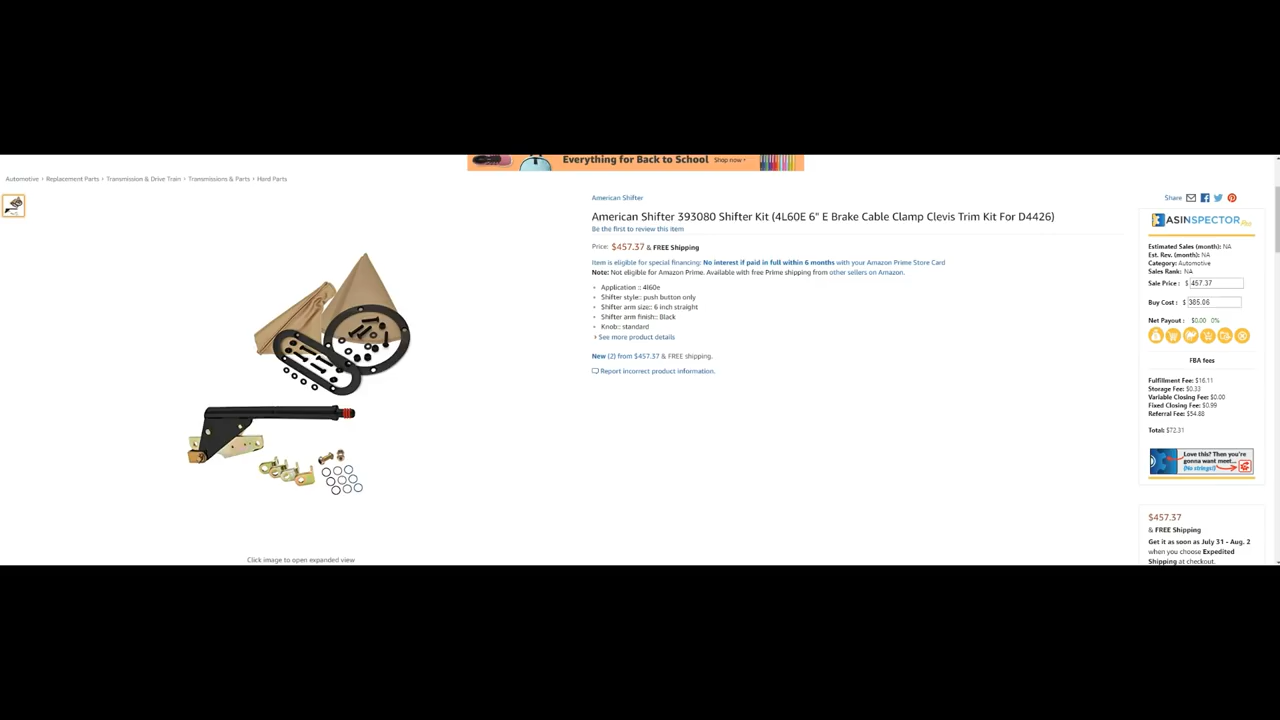 Everything for Back to School Shop now ›
Automotive › Replacement Parts › Transmission & Drive Train › Transmissions & Parts › Hard Parts
American Shifter
American Shifter 393080 Shifter Kit (4L60E 6" E Brake Cable Clamp Clevis Trim Kit For D4426)
Be the first to review this item
Price: $457.37 & FREE Shipping
Item is eligible for special financing: No interest if paid in full within 6 months with your Amazon Prime Store Card
Note: Not eligible for Amazon Prime. Available with free Prime shipping from other sellers on Amazon.
Application :: 4l60e
Shifter style:: push button only
Shifter arm size:: 6 inch straight
Shifter arm finish:: Black
Knob:: standard
› See more product details
New (2) from $457.37 & FREE shipping.
Report incorrect product information.
Click image to open expanded view
Share
ASINSPECTOR Pro
Estimated Sales (month): NA
Est. Rev. (month): NA
Category: Automotive
Sales Rank: NA
Sale Price : $ 457.37
Buy Cost : $ 385.06
Net Payout : $0.00 0%
FBA fees
Fulfillment Fee: $16.11
Storage Fee: $0.33
Variable Closing Fee: $0.00
Fixed Closing Fee: $0.99
Referral Fee: $54.88
Total: $72.31
Love this? Then you're
gonna want meet...
(No strings!)
$457.37
& FREE Shipping
Get it as soon as July 31 - Aug. 2
when you choose Expedited
Shipping at checkout.